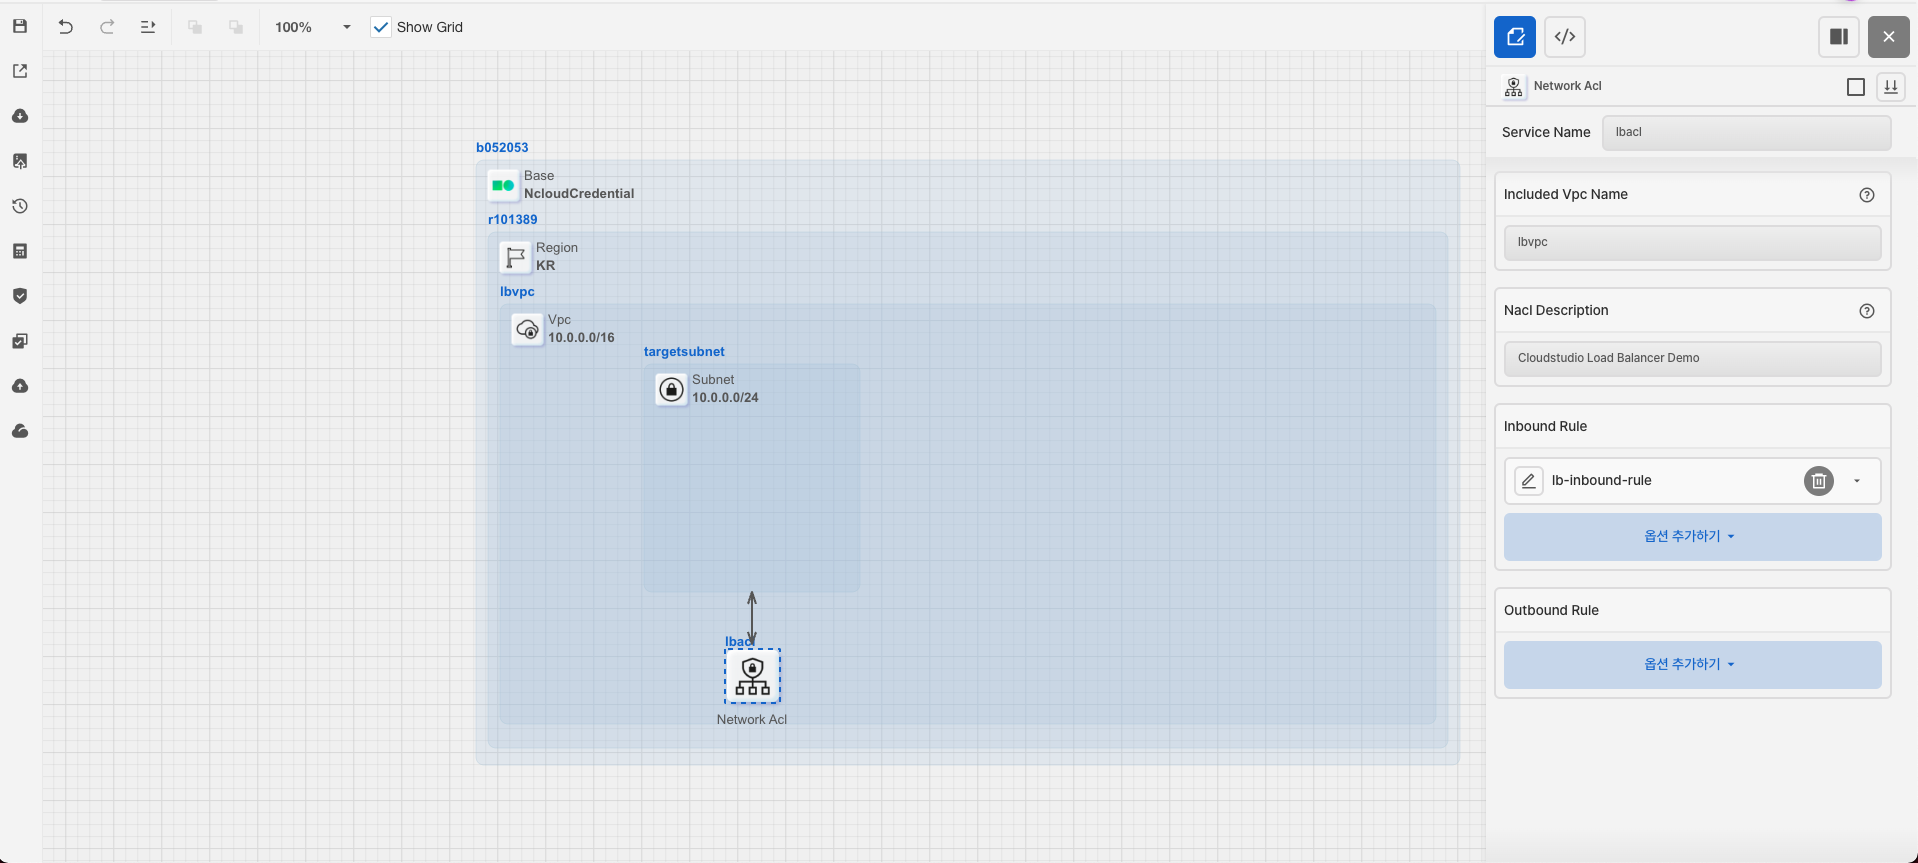 100%
Show Grid
b052053
Base
NcloudCredential
r101389
Region
KR
lbvpc
Vpc
10.0.0.0/16
targetsubnet
Subnet
10.0.0.0/24
lbacl
Network Acl
Network Acl
Service Name
lbacl
Included Vpc Name
lbvpc
Nacl Description
Cloudstudio Load Balancer Demo
Inbound Rule
lb-inbound-rule
옵션 추가하기
Outbound Rule
옵션 추가하기